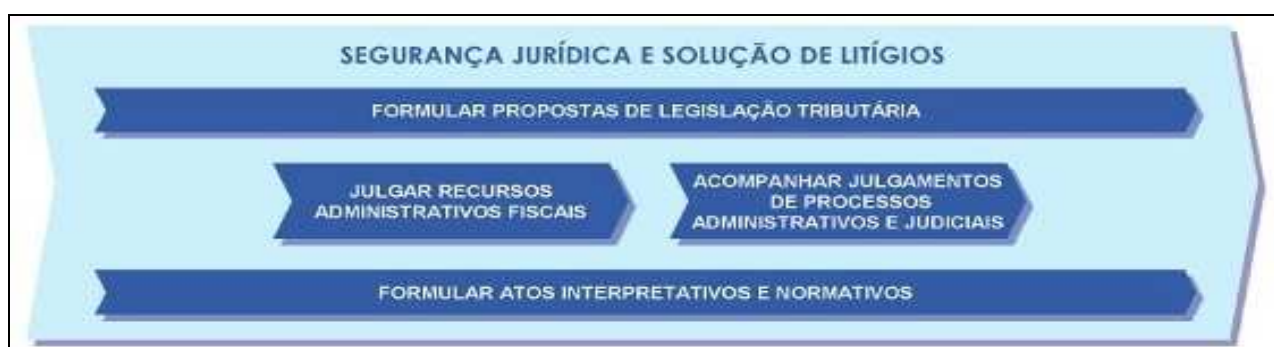 SEGURANÇA JURÍDICA E SOLUÇÃO DE LITÍGIOS
FORMULAR PROPOSTAS DE LEGISLAÇÃO TRIBUTÁRIA
JULGAR RECURSOS
ADMINISTRATIVOS FISCAIS
ACOMPANHAR JULGAMENTOS
DE PROCESSOS
ADMINISTRATIVOS E JUDICIAIS
FORMULAR ATOS INTERPRETATIVOS E NORMATIVOS